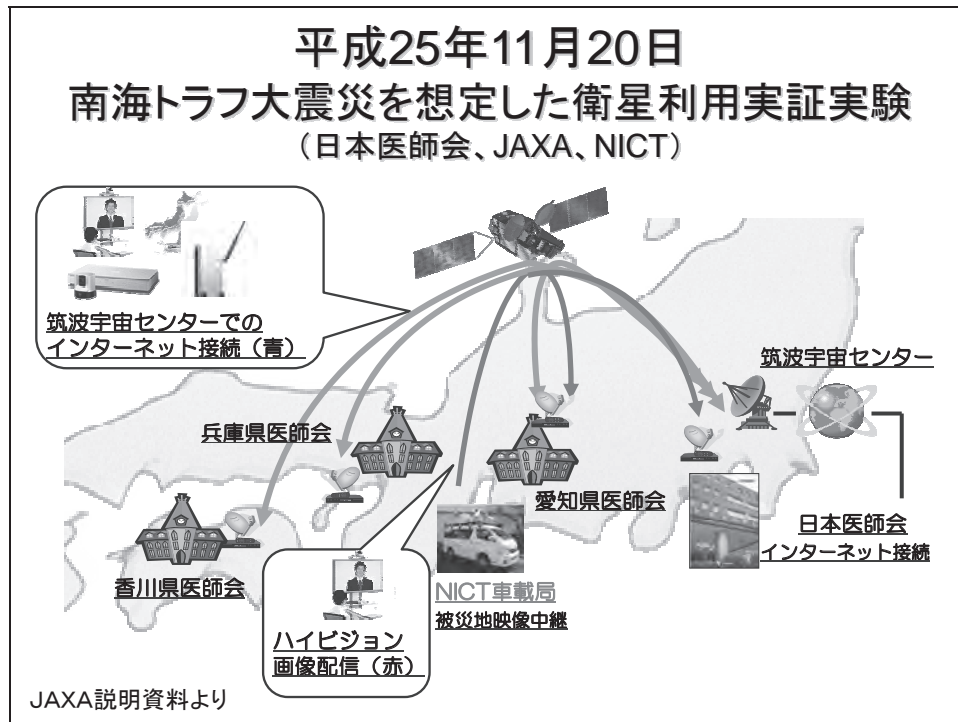 平成25年11月20日
南海トラフ大震災を想定した衛星利用実証実験
（日本医師会、JAXA、NICT）
筑波宇宙センターでの
インターネット接続（青）
筑波宇宙センター
兵庫県医師会
愛知県医師会
日本医師会
インターネット接続
香川県医師会
NICT車載局
被災地映像中継
ハイビジョン
画像配信（赤）
JAXA説明資料より